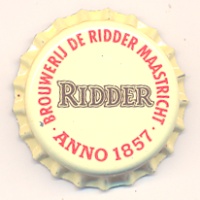 BROUWERIJ DE RIDDER MAASTRICHT
RIDDER
· ANNO 1857 ·